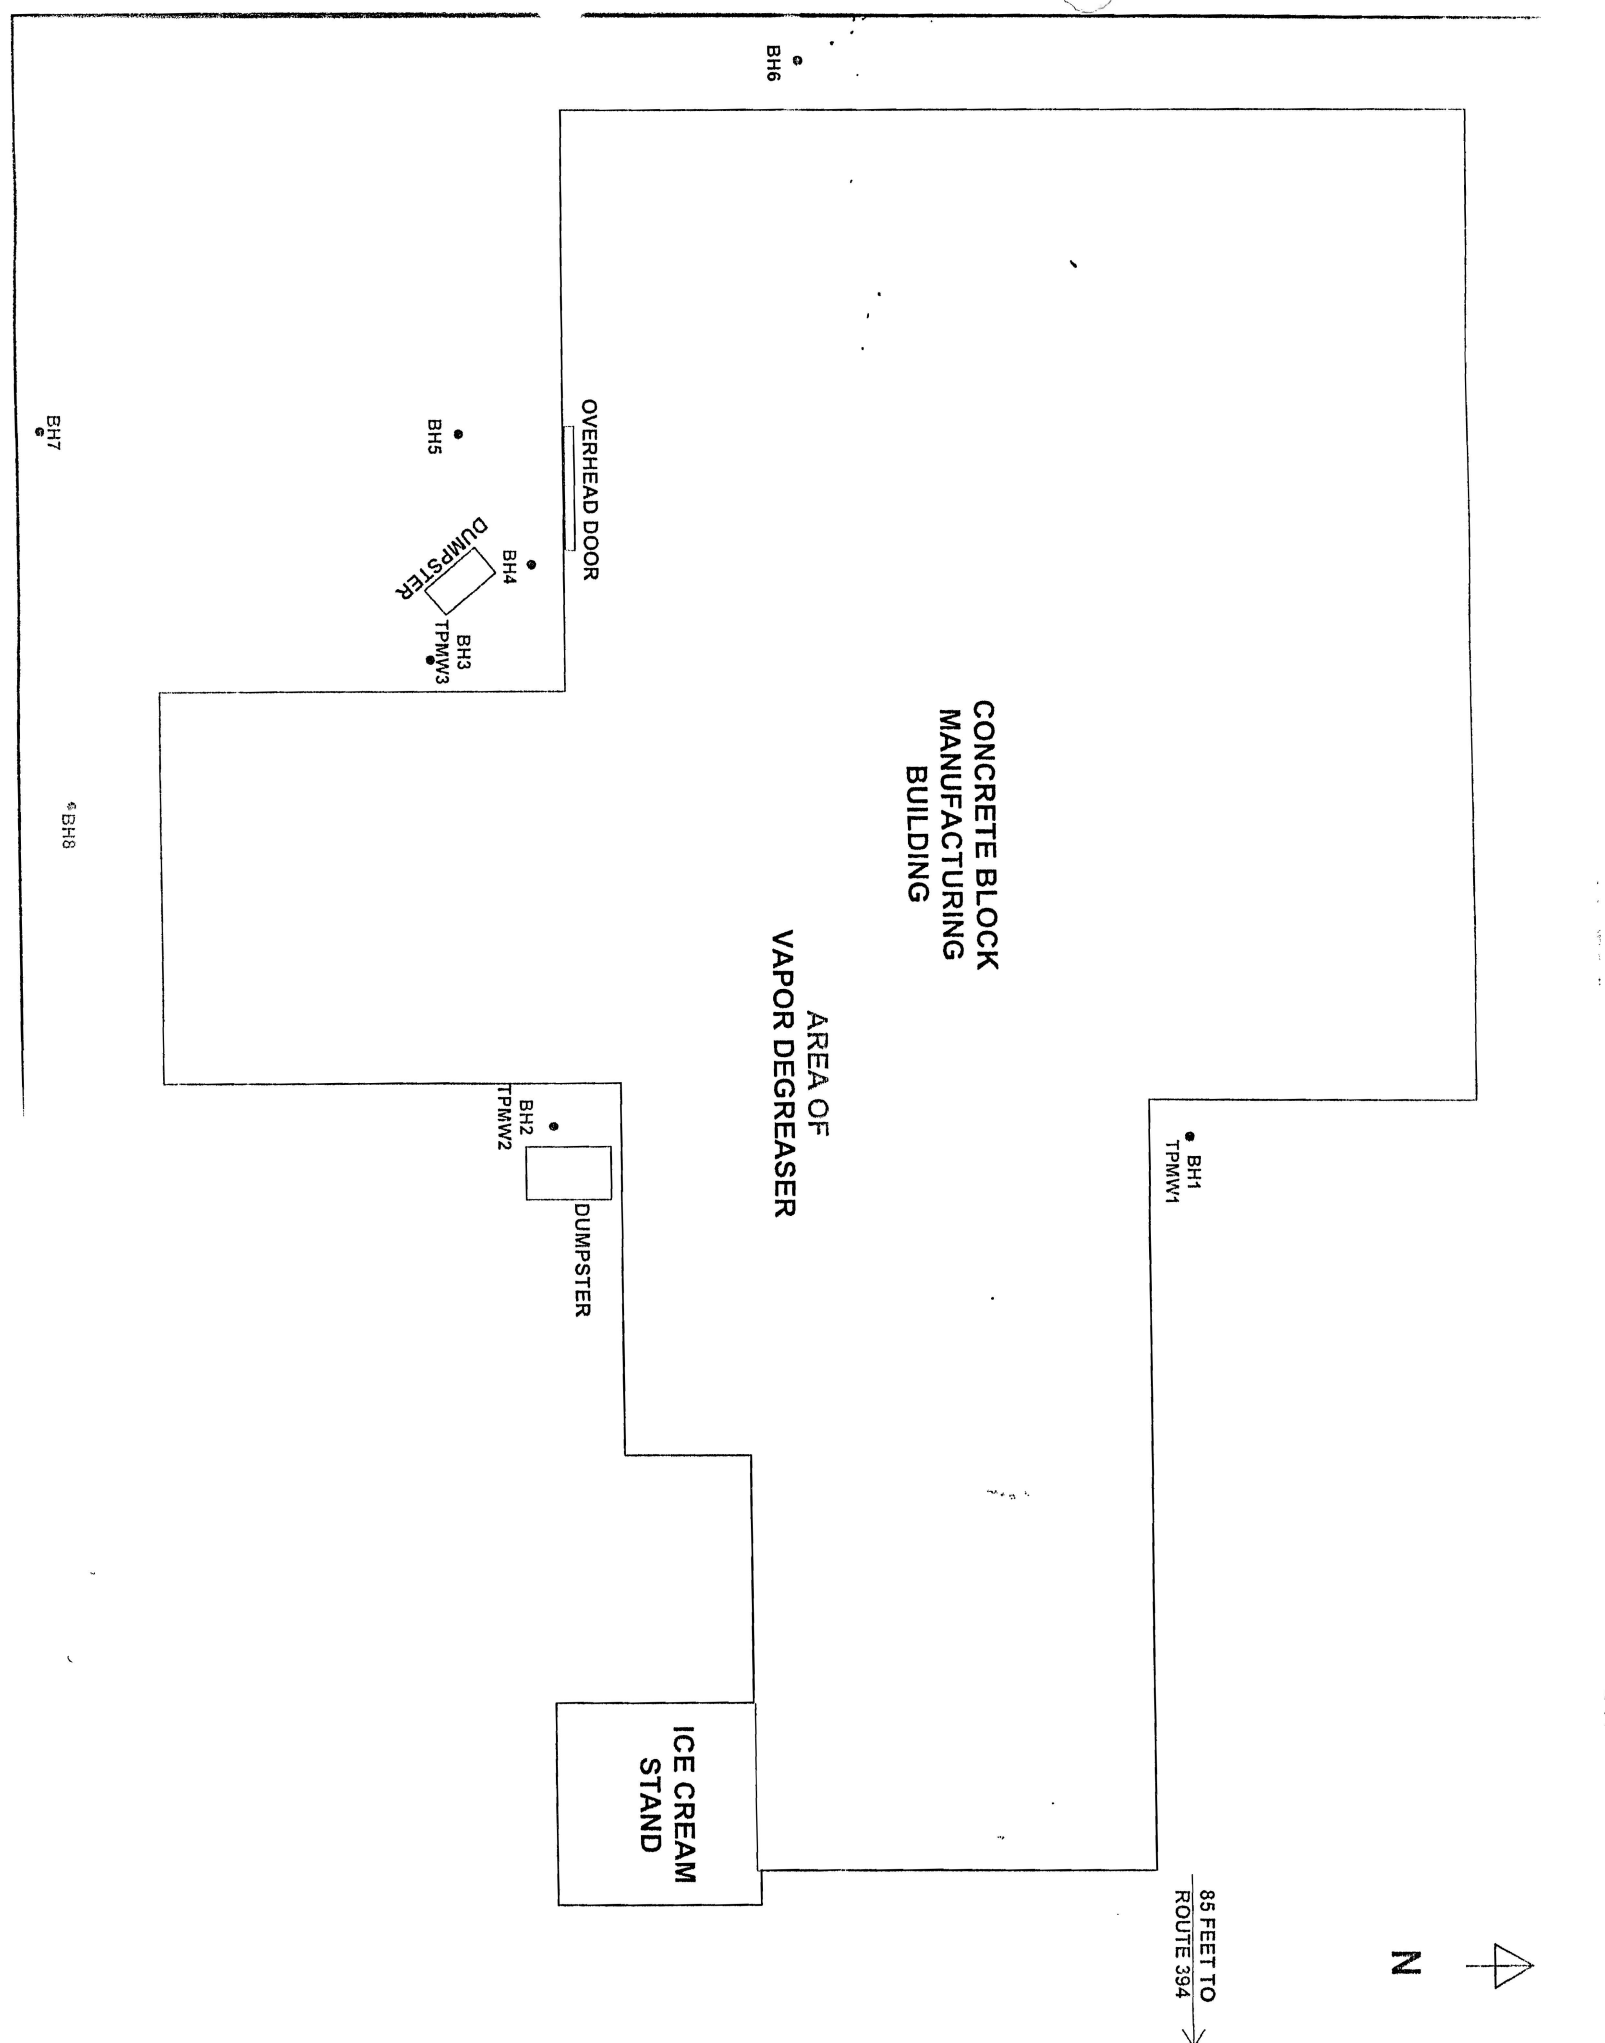 N
85 FEET TO
ROUTE 394
BH1
TPMW1
CONCRETE BLOCK
MANUFACTURING
BUILDING
AREA OF
VAPOR DEGREASER
BH6
ICE CREAM
STAND
OVERHEAD DOOR
DUMPSTER
BH2
TPMW2
BH4
BH3
TPMW3
DUMPSTER
BH5
BH7
BH8